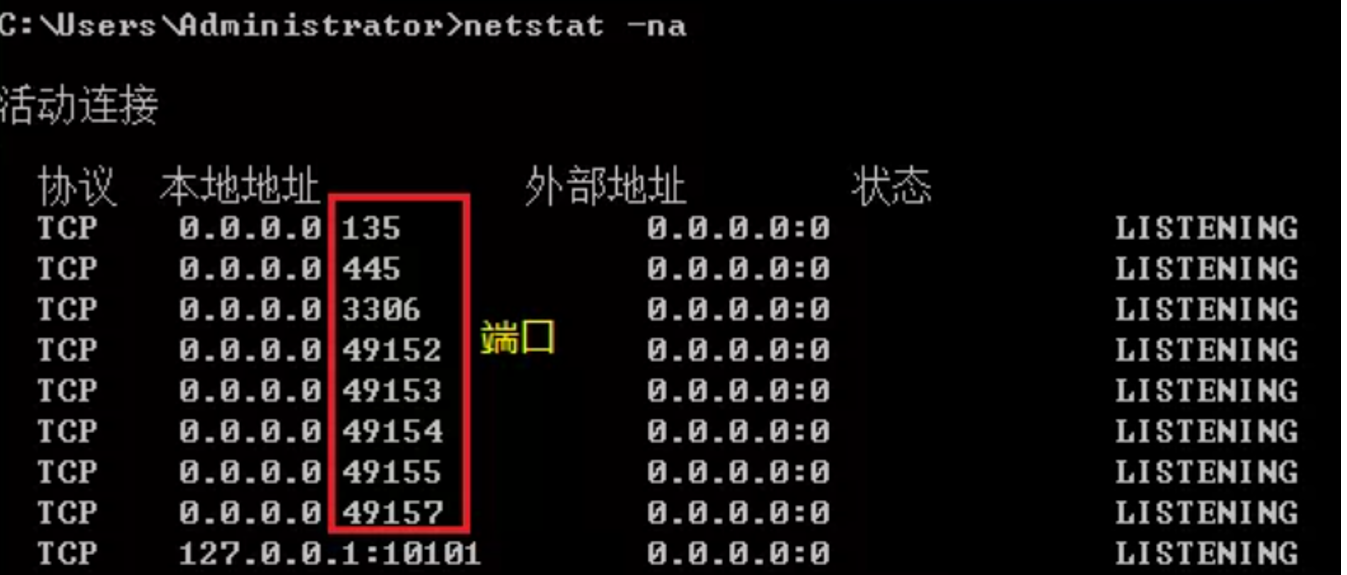 C:\Users\Administrator>netstat -na
活动连接
协议 本地地址 外部地址 状态
TCP 0.0.0.0 135 0.0.0.0:0 LISTENING
TCP 0.0.0.0 445 0.0.0.0:0 LISTENING
TCP 0.0.0.0 3306 0.0.0.0:0 LISTENING
TCP 0.0.0.0 49152 0.0.0.0:0 LISTENING
端口
TCP 0.0.0.0 49153 0.0.0.0:0 LISTENING
TCP 0.0.0.0 49154 0.0.0.0:0 LISTENING
TCP 0.0.0.0 49155 0.0.0.0:0 LISTENING
TCP 0.0.0.0 49157 0.0.0.0:0 LISTENING
TCP 127.0.0.1:10101 0.0.0.0:0 LISTENING